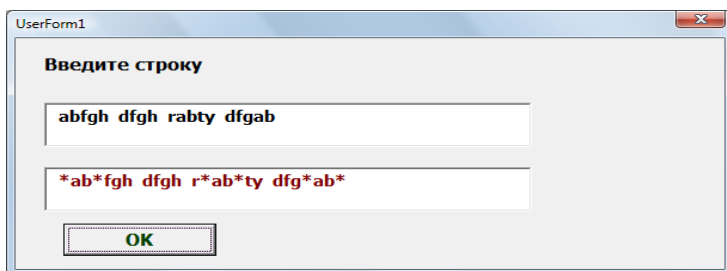 UserForm1
Введите строку
abfgh dfgh rabty dfgab
*ab*fgh dfgh r*ab*ty dfg*ab*
OK